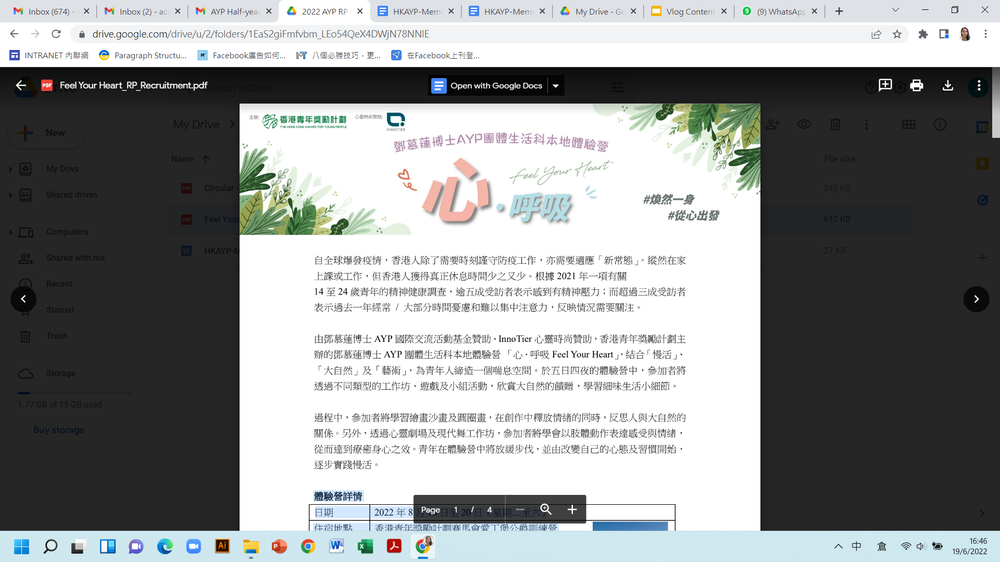 Inbox (674) -
Inbox (2) - acc
AYP Half-yea
2022 AYP RP
HKAYP-Mem
HKAYP-Mem
My Drive - Go
Vlog Content
(9) WhatsApp
drive.google.com/drive/u/2/folders/1EaS2giFmfvbm_LEo54QeX4DWjN78NNIE
INTRANET 內聯網
Paragraph Structu...
Facebook廣告如何...
八個必勝技巧，更...
在Facebook上刊登...
Feel Your Heart_RP_Recruitment.pdf
Search in Drive
Open with Google Docs
New
My Drive
Name
File size
My Drive
Shared drives
Computers
Shared with me
Recent
Starred
Trash
Storage
1.77 GB of 15 GB used
Buy storage
Circular -
245 KB
Feel You
610 KB
HKAYP-M
27 KB
主辦:
香港青年獎勵計劃
THE HONG KONG AWARD FOR YOUNG PEOPLE
心靈時尚贊助:
INNOTIER
鄧慕蓮博士AYP團體生活科本地體驗營
Feel Your Heart
心·呼吸
#煥然一身
#從心出發
自全球爆發疫情，香港人除了需要時刻謹守防疫工作，亦需要適應「新常態」。縱然在家
上課或工作，但香港人獲得真正休息時間少之又少。根據 2021 年一項有關
14 至 24 歲青年的精神健康調查，逾五成受訪者表示感到有精神壓力；而超過三成受訪者
表示過去一年經常 / 大部分時間憂慮和難以集中注意力，反映情況需要關注。
由鄧慕蓮博士 AYP 國際交流活動基金贊助、InnoTier 心靈時尚贊助，香港青年獎勵計劃主
辦的鄧慕蓮博士 AYP 團體生活科本地體驗營 「心·呼吸 Feel Your Heart」，結合「慢活」、
「大自然」及「藝術」，為青年人締造一個喘息空間。於五日四夜的體驗營中，參加者將
透過不同類型的工作坊、遊戲及小組活動，欣賞大自然的饋贈，學習細味生活小細節。
過程中，參加者將學習繪畫沙畫及圓圈畫，在創作中釋放情緒的同時，反思人與大自然的
關係。另外，透過心靈劇場及現代舞工作坊，參加者將學會以肢體動作表達感受與情緒，
從而達到療癒身心之效。青年在體驗營中將放緩步伐，並由改變自己的心態及習慣開始，
逐步實踐慢活。
體驗營詳情
日期
2022 年 8 月 16 日至 20 日 (星期二至六)
住宿地點
香港青年獎勵計劃賽馬會愛丁堡公爵訓練營
Page 1 / 4
中
倉
16:46
19/6/2022